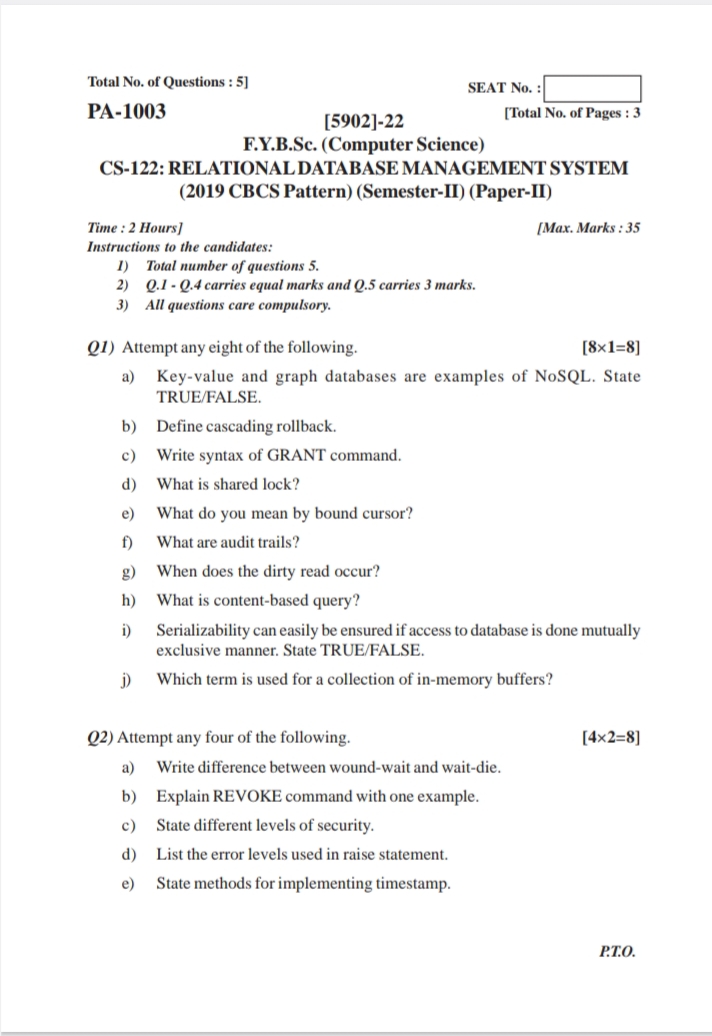 Total No. of Questions : 5]
SEAT No. :
PA-1003
[Total No. of Pages : 3
[5902]-22
F.Y.B.Sc. (Computer Science)
CS-122: RELATIONAL DATABASE MANAGEMENT SYSTEM
(2019 CBCS Pattern) (Semester-II) (Paper-II)
Time : 2 Hours]
[Max. Marks : 35
Instructions to the candidates:
1) Total number of questions 5.
2) Q.1 - Q.4 carries equal marks and Q.5 carries 3 marks.
3) All questions care compulsory.
Q1) Attempt any eight of the following. [8×1=8]
a) Key-value and graph databases are examples of NoSQL. State
TRUE/FALSE.
b) Define cascading rollback.
c) Write syntax of GRANT command.
d) What is shared lock?
e) What do you mean by bound cursor?
f) What are audit trails?
g) When does the dirty read occur?
h) What is content-based query?
i) Serializability can easily be ensured if access to database is done mutually
exclusive manner. State TRUE/FALSE.
j) Which term is used for a collection of in-memory buffers?
Q2) Attempt any four of the following. [4×2=8]
a) Write difference between wound-wait and wait-die.
b) Explain REVOKE command with one example.
c) State different levels of security.
d) List the error levels used in raise statement.
e) State methods for implementing timestamp.
P.T.O.